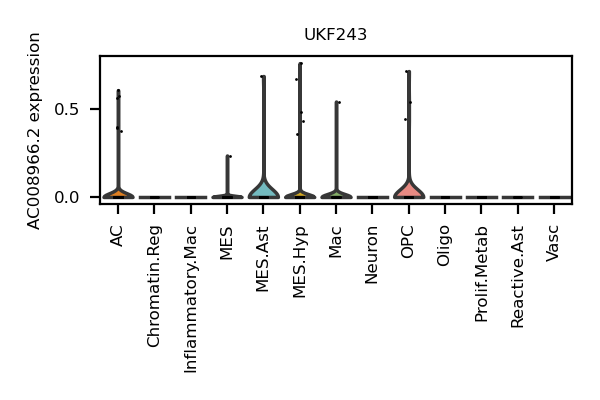 UKF243
AC008966.2 expression
0.5
0.0
AC
Chromatin.Reg
Inflammatory.Mac
MES
MES.Ast
MES.Hyp
Mac
Neuron
OPC
Oligo
Prolif.Metab
Reactive.Ast
Vasc